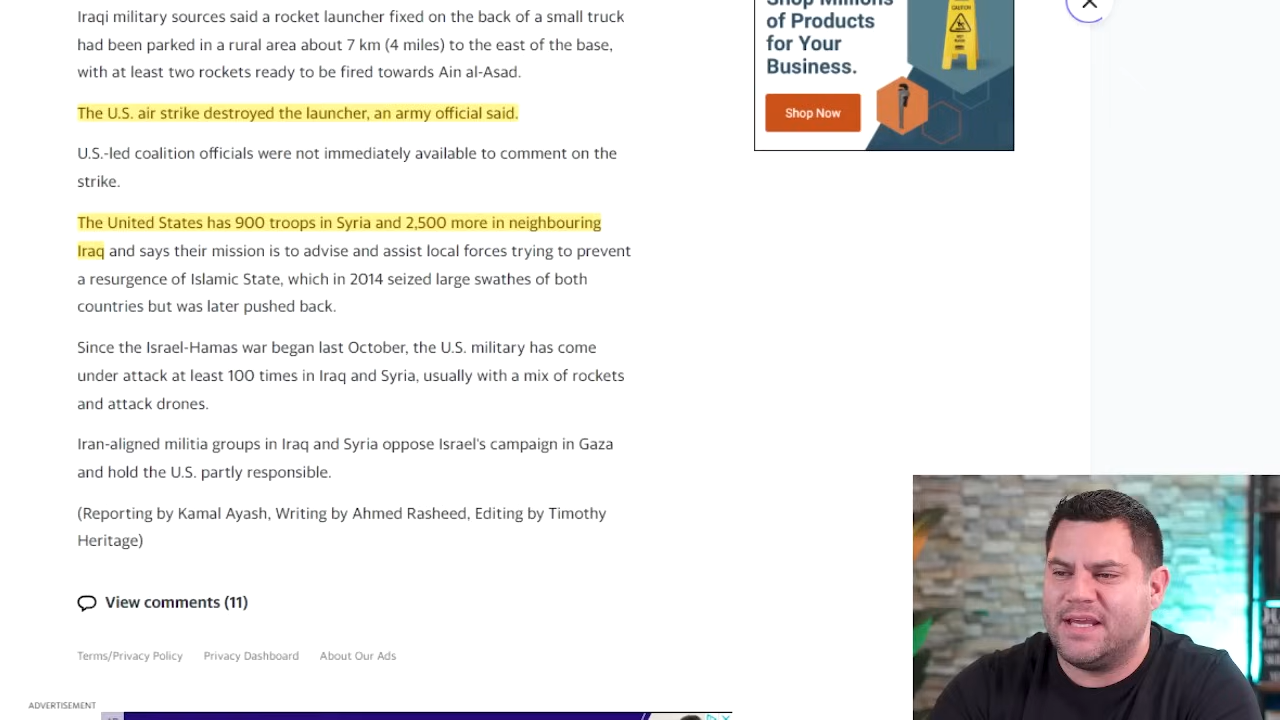 Iraqi military sources said a rocket launcher fixed on the back of a small truck
had been parked in a rural area about 7 km (4 miles) to the east of the base,
with at least two rockets ready to be fired towards Ain al-Asad.
The U.S. air strike destroyed the launcher, an army official said.
U.S.-led coalition officials were not immediately available to comment on the
strike.
The United States has 900 troops in Syria and 2,500 more in neighbouring
Iraq and says their mission is to advise and assist local forces trying to prevent
a resurgence of Islamic State, which in 2014 seized large swathes of both
countries but was later pushed back.
Since the Israel-Hamas war began last October, the U.S. military has come
under attack at least 100 times in Iraq and Syria, usually with a mix of rockets
and attack drones.
Iran-aligned militia groups in Iraq and Syria oppose Israel's campaign in Gaza
and hold the U.S. partly responsible.
(Reporting by Kamal Ayash, Writing by Ahmed Rasheed, Editing by Timothy
Heritage)
View comments (11)
Terms/Privacy Policy Privacy Dashboard About Our Ads
ADVERTISEMENT
Shop Millions
of Products
for Your
Business.
Shop Now
CAUTION